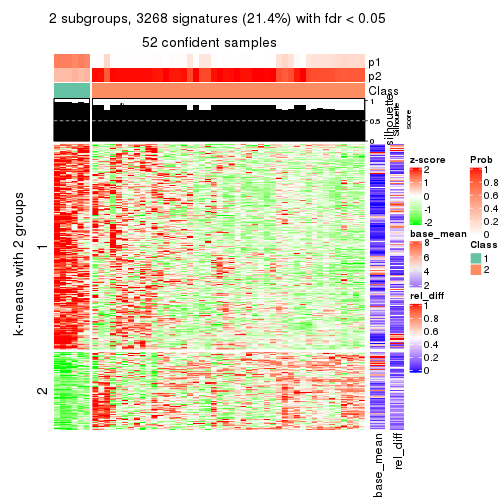 2 subgroups, 3268 signatures (21.4%) with fdr < 0.05
52 confident samples
p1
p2
Class
1
0.5
0
silhouette
Silhouette
score
k-means with 2 groups
1
2
base_mean
rel_diff
z-score
2
1
0
-1
-2
base_mean
8
6
4
2
rel_diff
1
0.8
0.6
0.4
0.2
0
Prob
1
0.8
0.6
0.4
0.2
0
Class
1
2